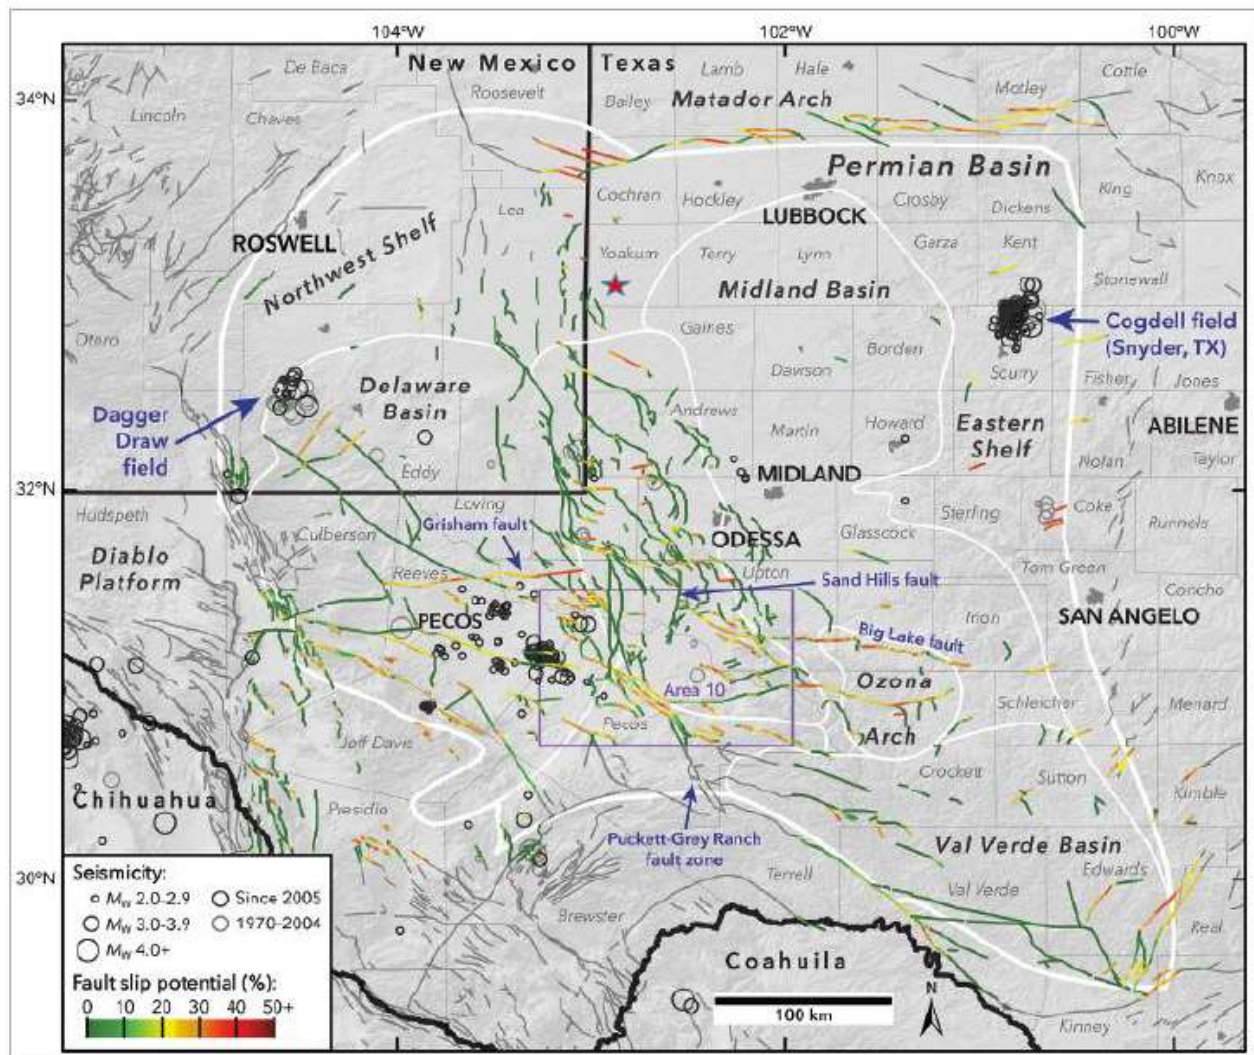 104°W
102°W
100°W
34°N
32°N
30°N
De Baca
New Mexico
Texas
Lamb
Hale
Cottle
Roosevelt
Bailey
Matador Arch
Motley
Lincoln
Chaves
Permian Basin
Cochran
Hockley
LUBBOCK
Crosby
Dickens
King
Knox
Lea
ROSWELL
Northwest Shelf
Yoakum
Terry
Lynn
Garza
Kent
Stonewall
Midland Basin
Otero
Gaines
Borden
Cogdell field
(Snyder, TX)
Dawson
Scurry
Fisher
Jones
Delaware
Basin
Dagger
Draw
field
Andrews
Martin
Howard
Eastern
Shelf
ABILENE
Eddy
MIDLAND
Nolan
Taylor
Hudspeth
Loving
Grisham fault
Culberson
Sterling
Coke
Runnels
Diablo
Platform
ODESSA
Glasscock
Reeves
Upton
Sand Hills fault
Tom Green
Concho
PECOS
Big Lake fault
Irion
SAN ANGELO
Area 10
Ozona
Arch
Schleicher
Menard
Pecos
Jeff Davis
Crockett
Sutton
Kimble
Chihuahua
Presidio
Puckett-Grey Ranch
fault zone
Val Verde Basin
Edwards
Terrell
Val Verde
Real
Brewster
Coahuila
N
100 km
Kinney
Seismicity:
Mw 2.0-2.9
Since 2005
Mw 3.0-3.9
1970-2004
Mw 4.0+
Fault slip potential (%):
0 10 20 30 40 50+